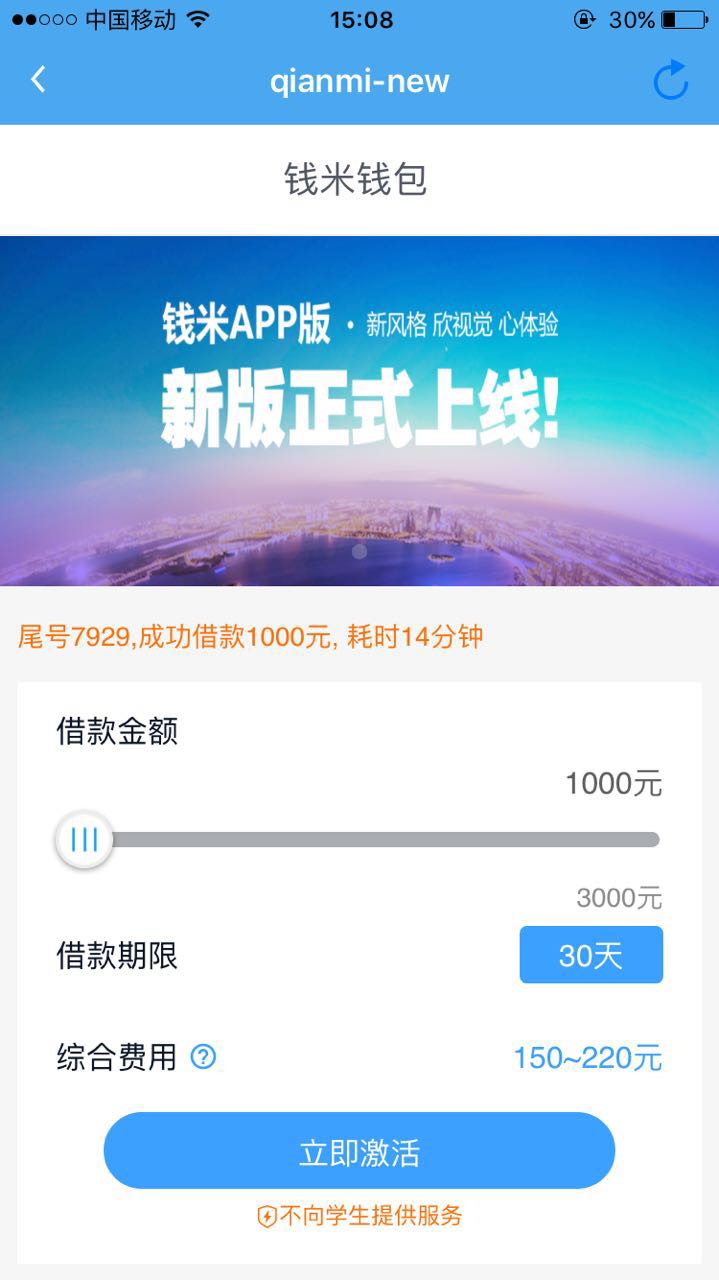 中国移动 15:08 30%
qianmi-new
钱米钱包
钱米APP版 · 新风格 欣视觉 心体验
新版正式上线!
尾号7929,成功借款1000元, 耗时14分钟
借款金额
1000元
3000元
借款期限 30天
综合费用 ? 150~220元
立即激活
不向学生提供服务